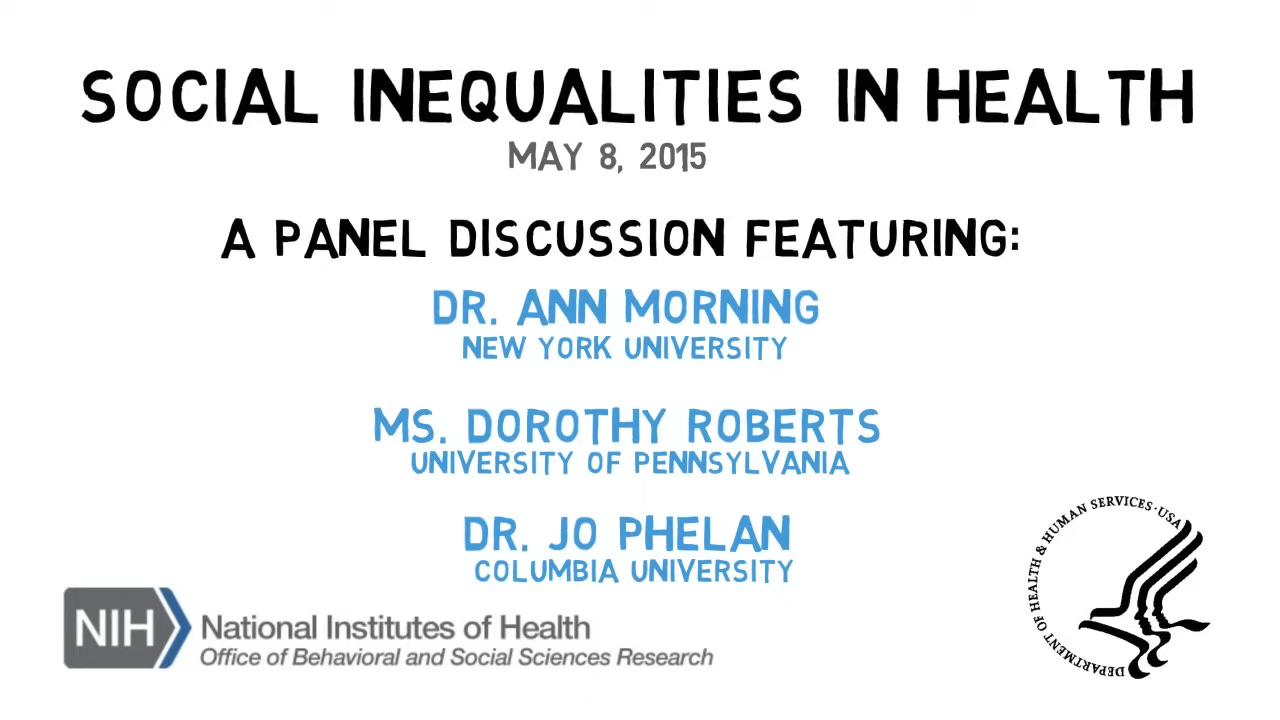 SOCIAL INEQUALITIES IN HEALTH
MAY 8, 2015
A PANEL DISCUSSION FEATURING:
DR. ANN MORNING
NEW YORK UNIVERSITY
MS. DOROTHY ROBERTS
UNIVERSITY OF PENNSYLVANIA
DR. JO PHELAN
COLUMBIA UNIVERSITY
NIH National Institutes of Health
Office of Behavioral and Social Sciences Research
DEPARTMENT OF HEALTH & HUMAN SERVICES·USA